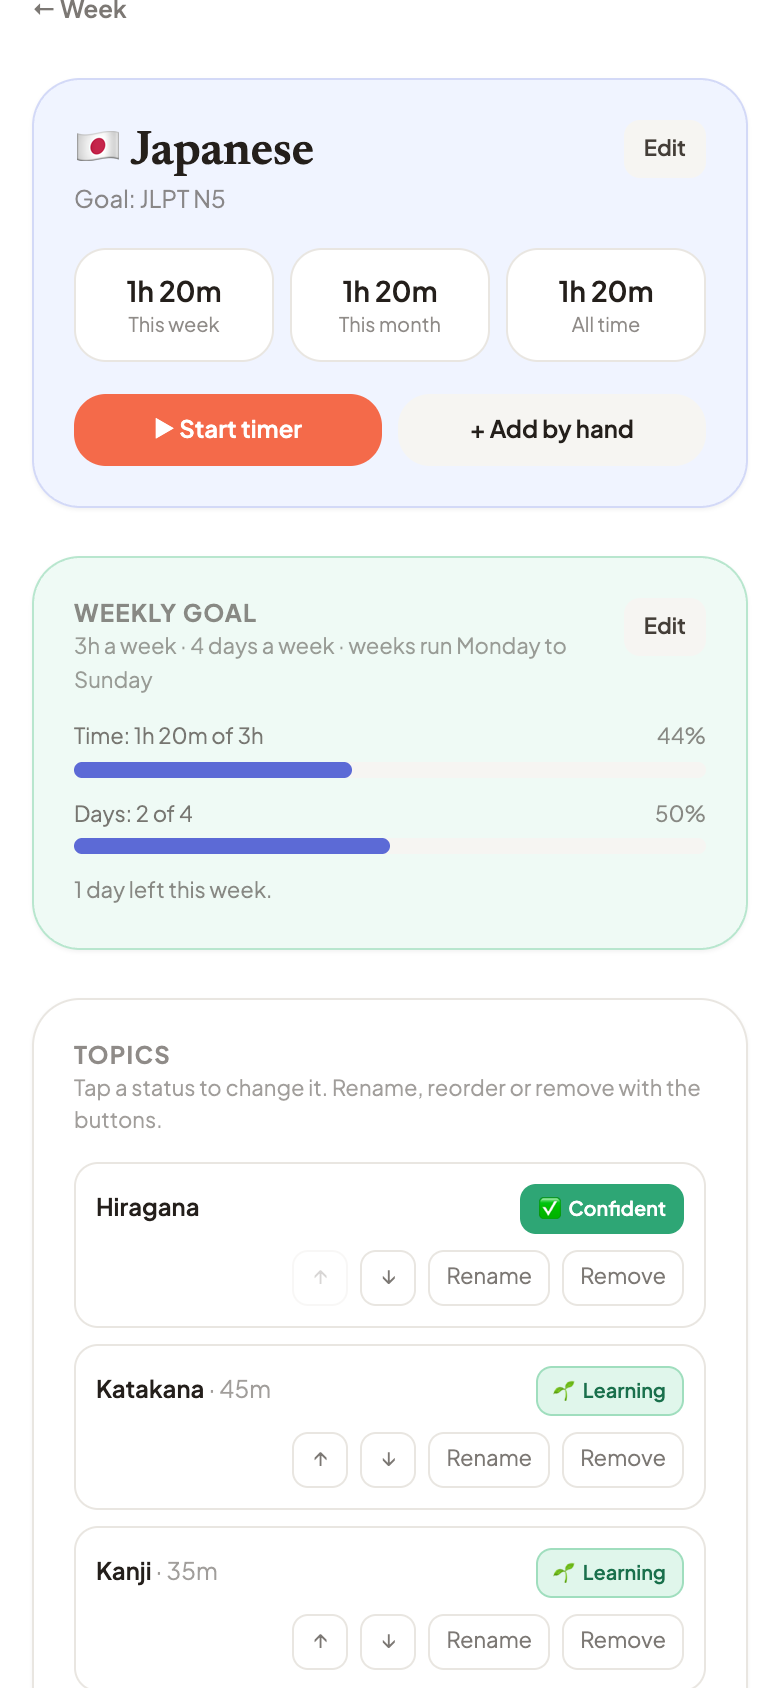 ← Week
🇯🇵 Japanese
Edit
Goal: JLPT N5
1h 20m
This week
1h 20m
This month
1h 20m
All time
▶ Start timer
+ Add by hand
WEEKLY GOAL
Edit
3h a week · 4 days a week · weeks run Monday to
Sunday
Time: 1h 20m of 3h
44%
Days: 2 of 4
50%
1 day left this week.
TOPICS
Tap a status to change it. Rename, reorder or remove with the
buttons.
Hiragana
✅ Confident
↑ ↓ Rename Remove
Katakana · 45m
🌱 Learning
↑ ↓ Rename Remove
Kanji · 35m
🌱 Learning
↑ ↓ Rename Remove